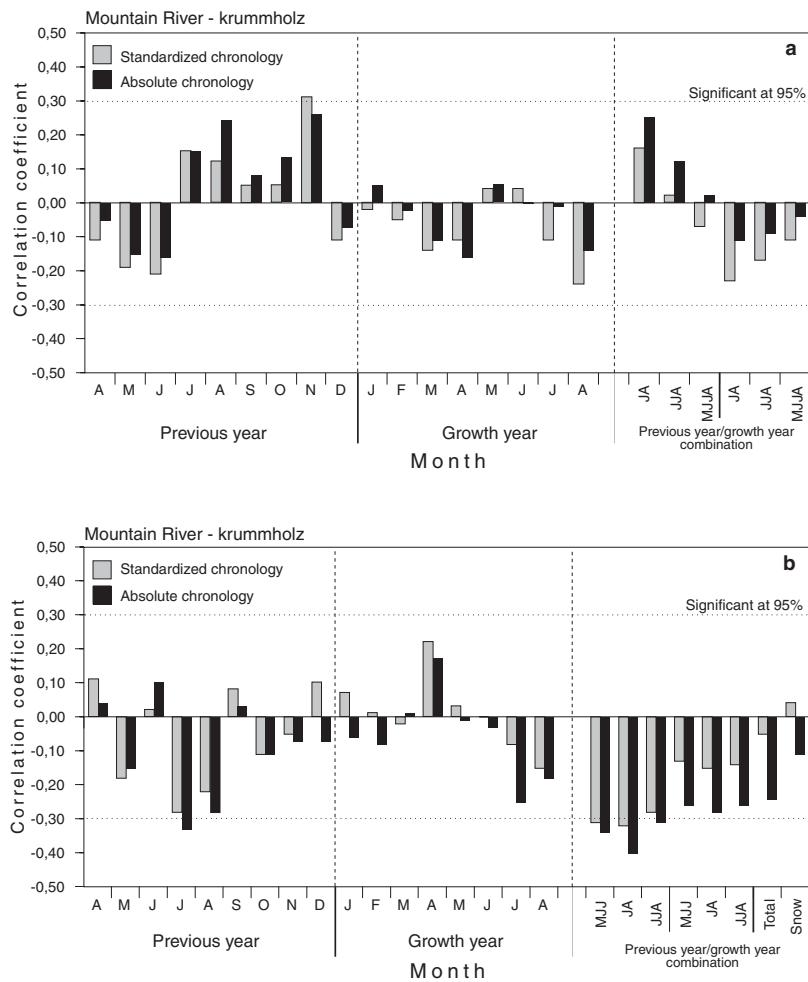 Mountain River - krummholz
0,50
0,40
0,30
0,20
0,10
0,00
-0,10
-0,20
-0,30
-0,40
-0,50
Correlation coefficient
Standardized chronology
Absolute chronology
a
Significant at 95%
A M J J A S O N D J F M A M J J A JA JJA MJJA JA JJA MJJA
Previous year Growth year Previous year/growth year
combination
Month
Mountain River - krummholz
0,50
0,40
0,30
0,20
0,10
0,00
-0,10
-0,20
-0,30
-0,40
-0,50
Correlation coefficient
Standardized chronology
Absolute chronology
b
Significant at 95%
A M J J A S O N D J F M A M J J A MJJ JA JJA MJJ JA JJA Total Snow
Previous year Growth year Previous year/growth year
combination
Month